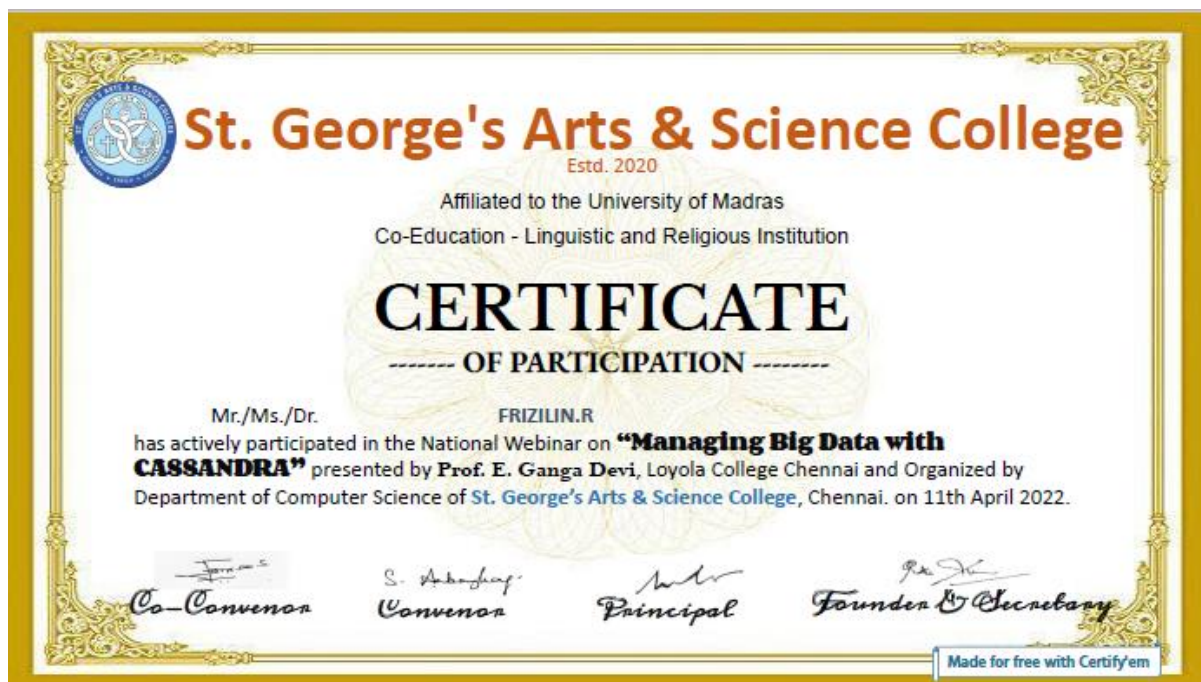 St. George's Arts & Science College
Estd. 2020
Affiliated to the University of Madras
Co-Education - Linguistic and Religious Institution
CERTIFICATE
------- OF PARTICIPATION --------
Mr./Ms./Dr. FRIZILIN.R
has actively participated in the National Webinar on “Managing Big Data with
CASSANDRA” presented by Prof. E. Ganga Devi, Loyola College Chennai and Organized by
Department of Computer Science of St. George’s Arts & Science College, Chennai. on 11th April 2022.
Co-Convenor Convenor Principal Founder & Secretary
Made for free with Certify'em